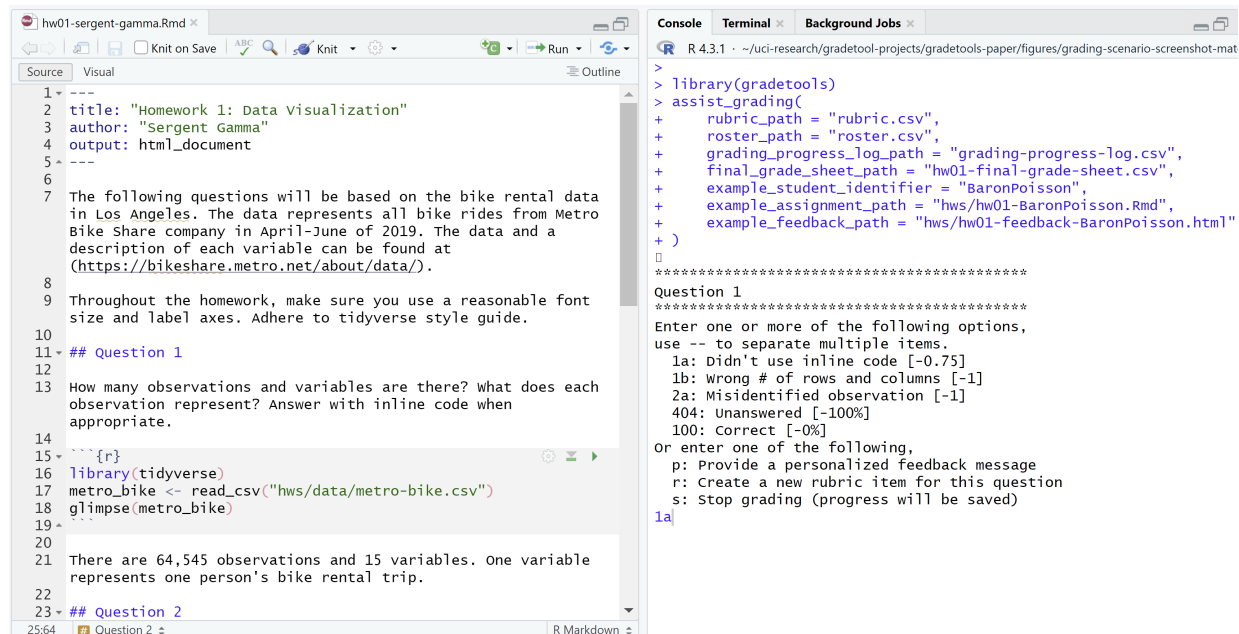 hw01-sergent-gamma.Rmd ×
Knit on Save ABC Knit Run
Source Visual Outline
1 ---
2 title: "Homework 1: Data Visualization"
3 author: "Sergent Gamma"
4 output: html_document
5 ---
6
7 The following questions will be based on the bike rental data
in Los Angeles. The data represents all bike rides from Metro
Bike Share company in April-June of 2019. The data and a
description of each variable can be found at
(https://bikeshare.metro.net/about/data/).
8
9 Throughout the homework, make sure you use a reasonable font
size and label axes. Adhere to tidyverse style guide.
10
11 ## Question 1
12
13 How many observations and variables are there? What does each
observation represent? Answer with inline code when
appropriate.
14
15 ```{r}
16 library(tidyverse)
17 metro_bike <- read_csv("hws/data/metro-bike.csv")
18 glimpse(metro_bike)
19 ```
20
21 There are 64,545 observations and 15 variables. One variable
represents one person's bike rental trip.
22
23 ## Question 2
25:64 # Question 2 R Markdown
Console Terminal × Background Jobs ×
R R 4.3.1 · ~/uci-research/gradetool-projects/gradetools-paper/figures/grading-scenario-screenshot-mat
>
> library(gradetools)
> assist_grading(
+ rubric_path = "rubric.csv",
+ roster_path = "roster.csv",
+ grading_progress_log_path = "grading-progress-log.csv",
+ final_grade_sheet_path = "hw01-final-grade-sheet.csv",
+ example_student_identifier = "BaronPoisson",
+ example_assignment_path = "hws/hw01-BaronPoisson.Rmd",
+ example_feedback_path = "hws/hw01-feedback-BaronPoisson.html"
+ )
*******************************************
Question 1
*******************************************
Enter one or more of the following options,
use -- to separate multiple items.
1a: Didn't use inline code [-0.75]
1b: Wrong # of rows and columns [-1]
2a: Misidentified observation [-1]
404: Unanswered [-100%]
100: Correct [-0%]
Or enter one of the following,
p: Provide a personalized feedback message
r: Create a new rubric item for this question
s: Stop grading (progress will be saved)
1a